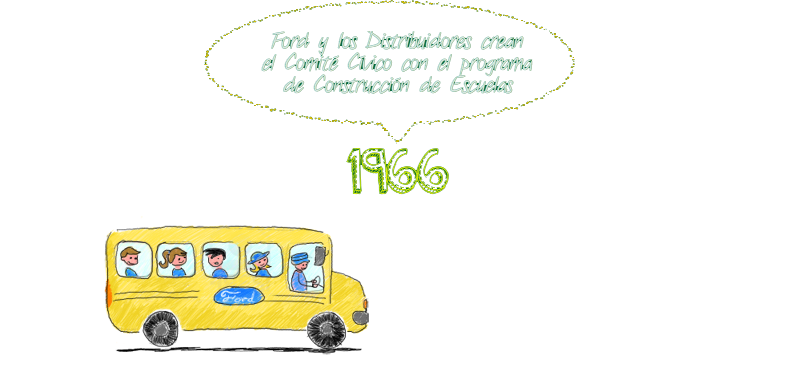 Ford y los Distribuidores crean
el Comité Cívico con el programa
de Construcción de Escuelas
1966
Ford